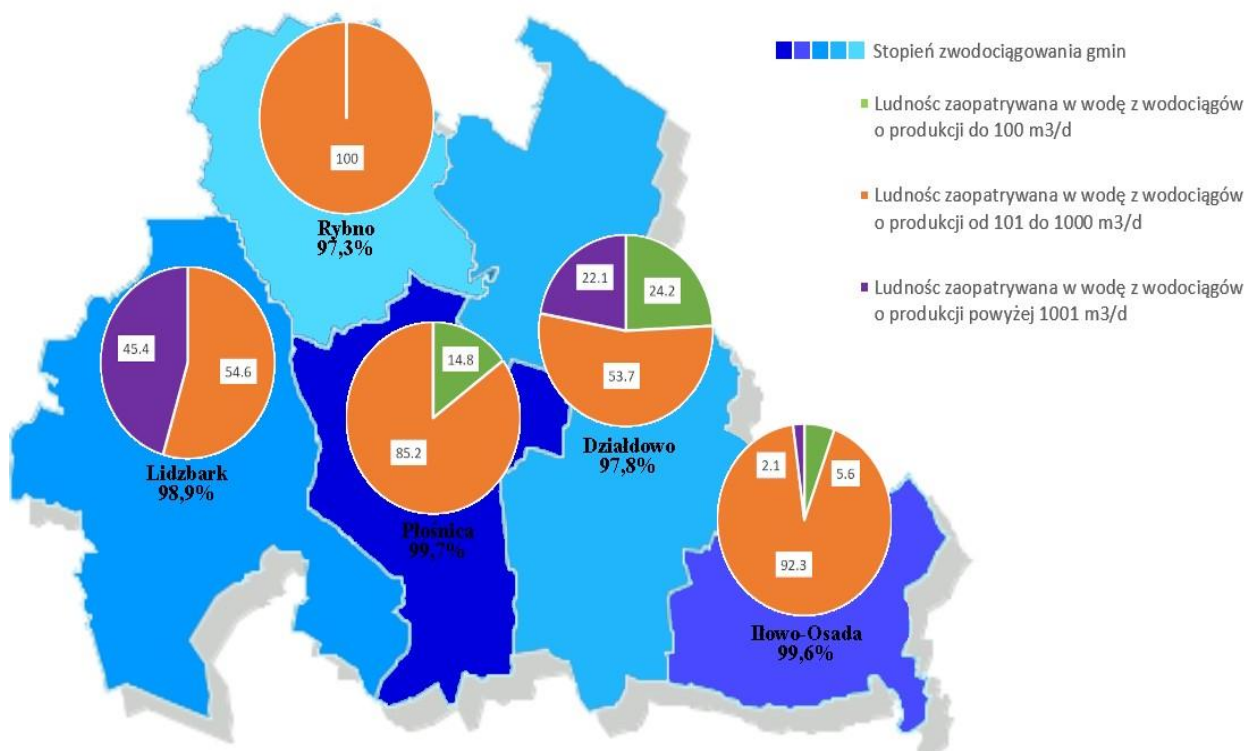 Stopień zwodociągowania gmin
Ludnośc zaopatrywana w wodę z wodociągów
o produkcji do 100 m3/d
Ludnośc zaopatrywana w wodę z wodociągów
o produkcji od 101 do 1000 m3/d
Ludnośc zaopatrywana w wodę z wodociągów
o produkcji powyżej 1001 m3/d
100
Rybno
97,3%
45.4
54.6
Lidzbark
98,9%
14.8
85.2
Płośnica
99,7%
22.1
24.2
53.7
Działdowo
97,8%
2.1
5.6
92.3
Iłowo-Osada
99,6%